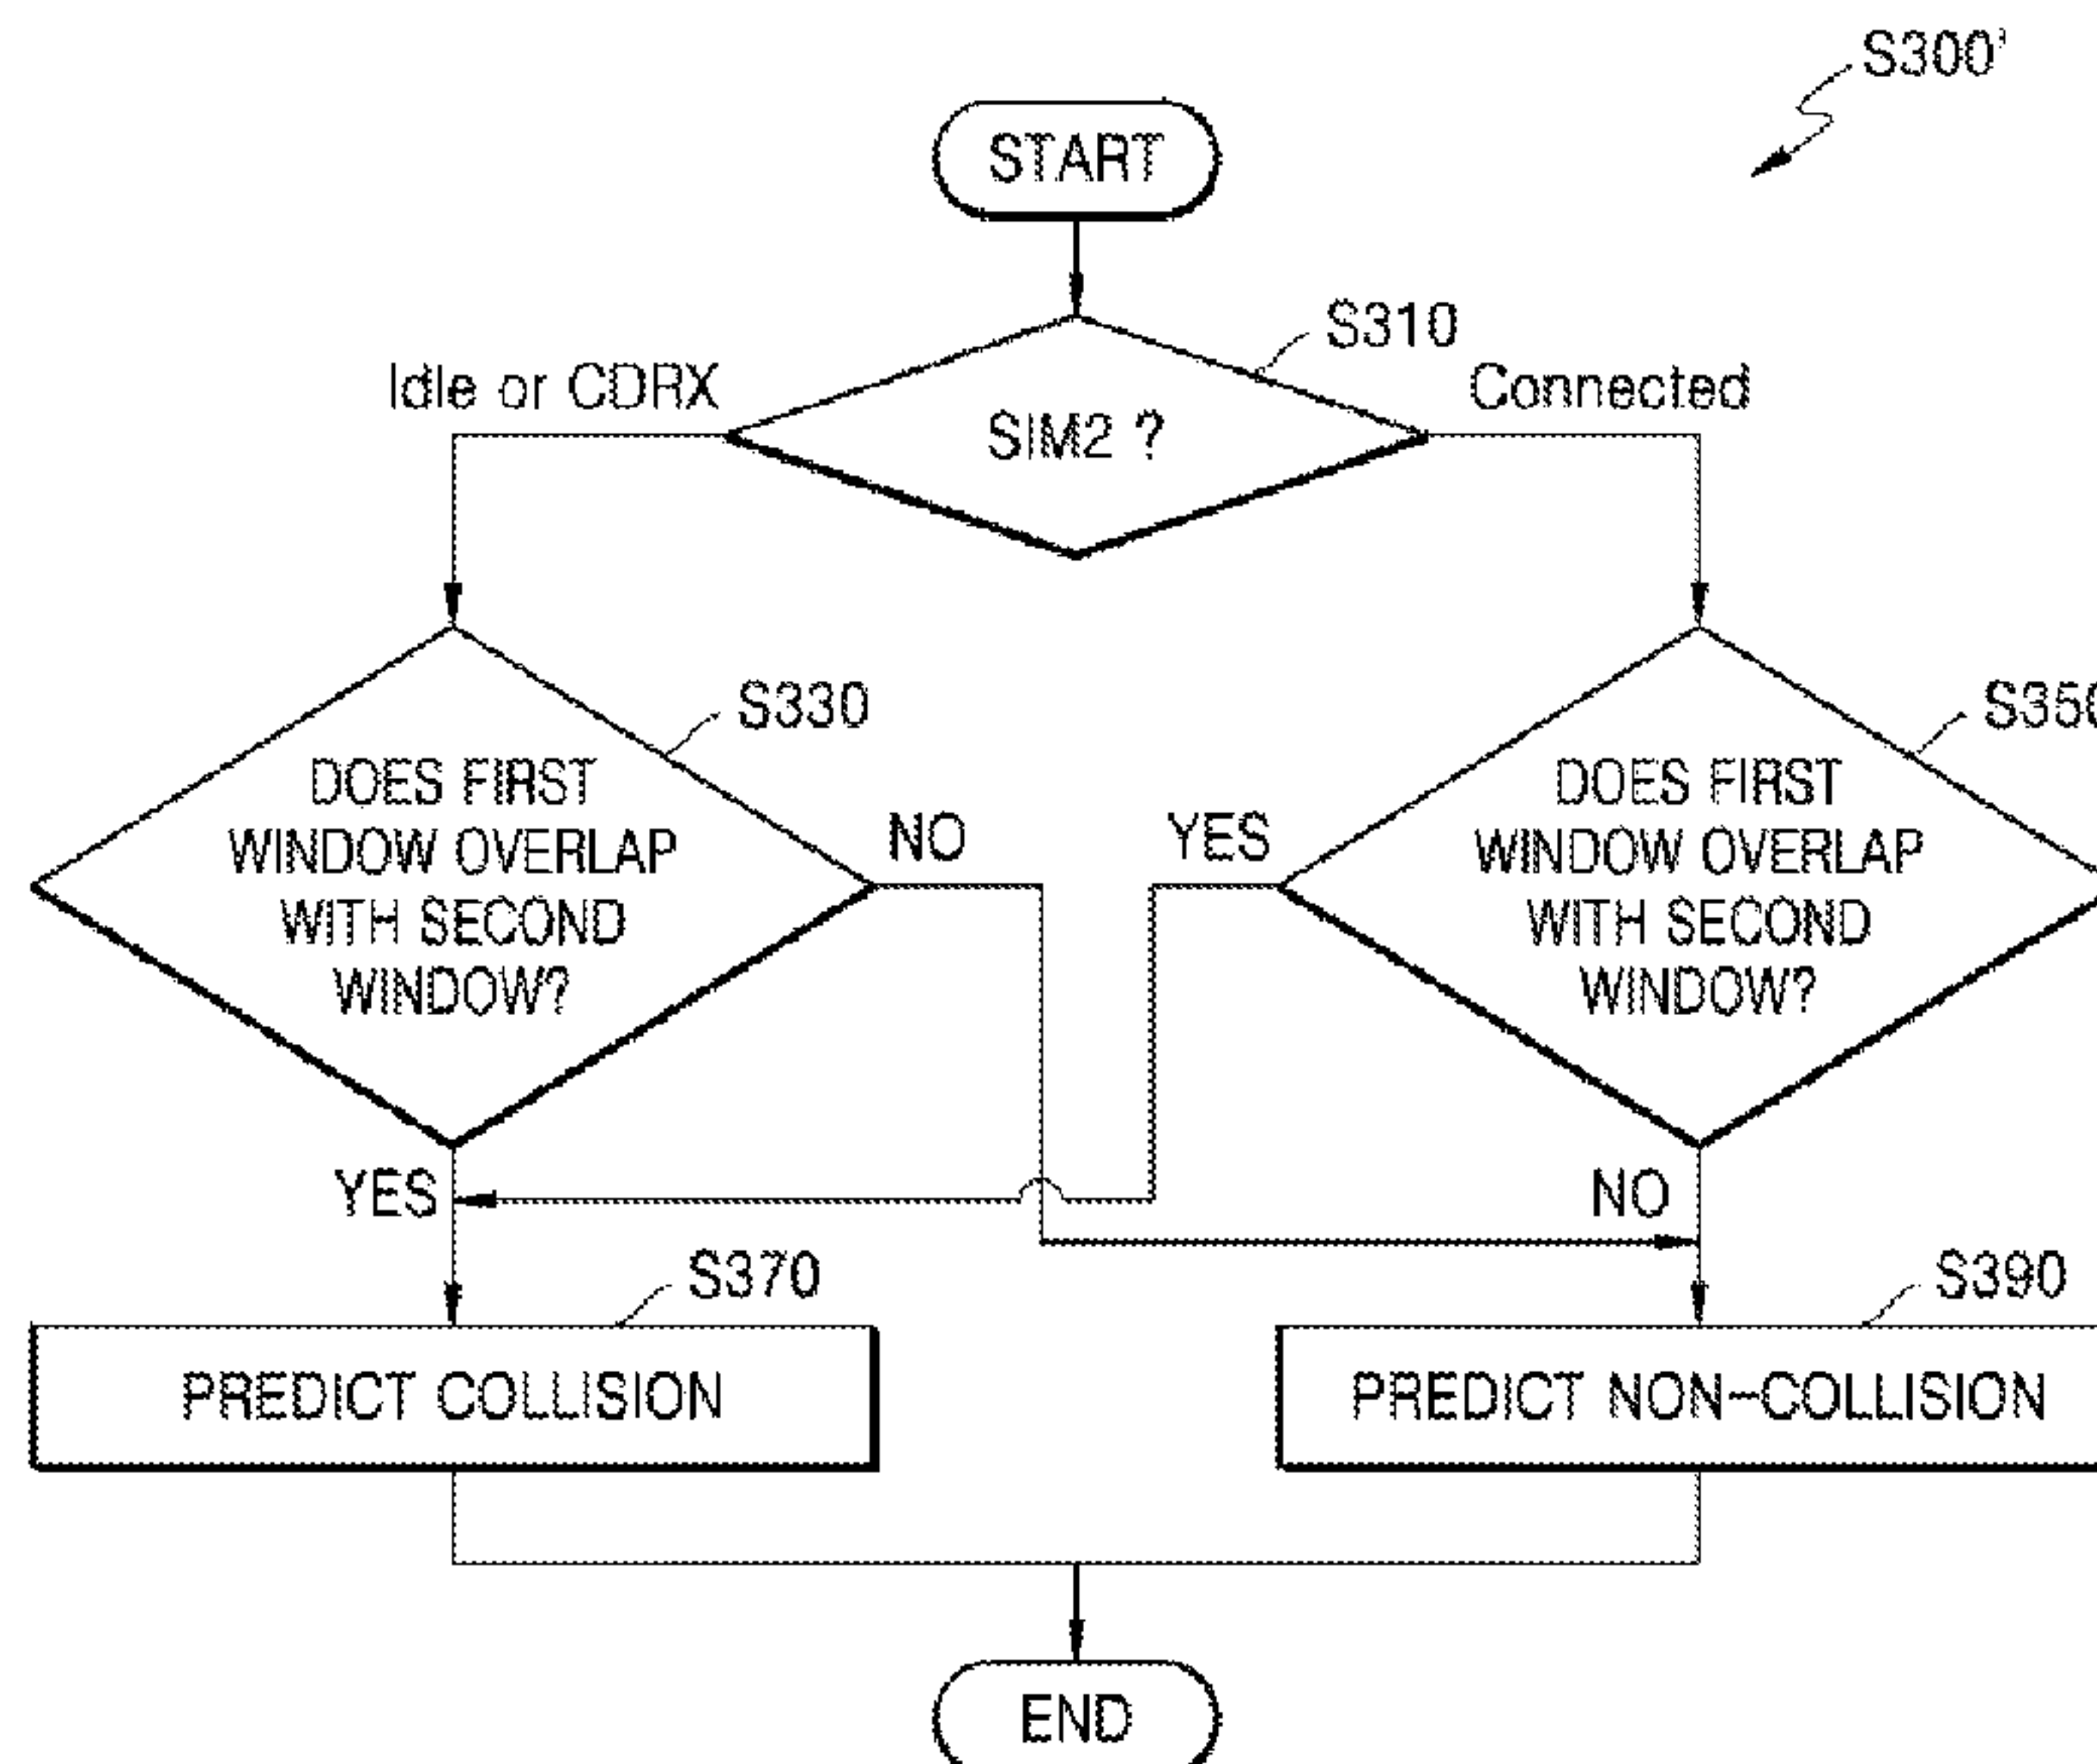 S300'
START
S310
Idle or CDRX
Connected
SIM2 ?
S330
DOES FIRST
WINDOW OVERLAP
WITH SECOND
WINDOW?
NO
YES
DOES FIRST
WINDOW OVERLAP
WITH SECOND
WINDOW?
YES
NO
S370
S390
PREDICT COLLISION
PREDICT NON-COLLISION
END